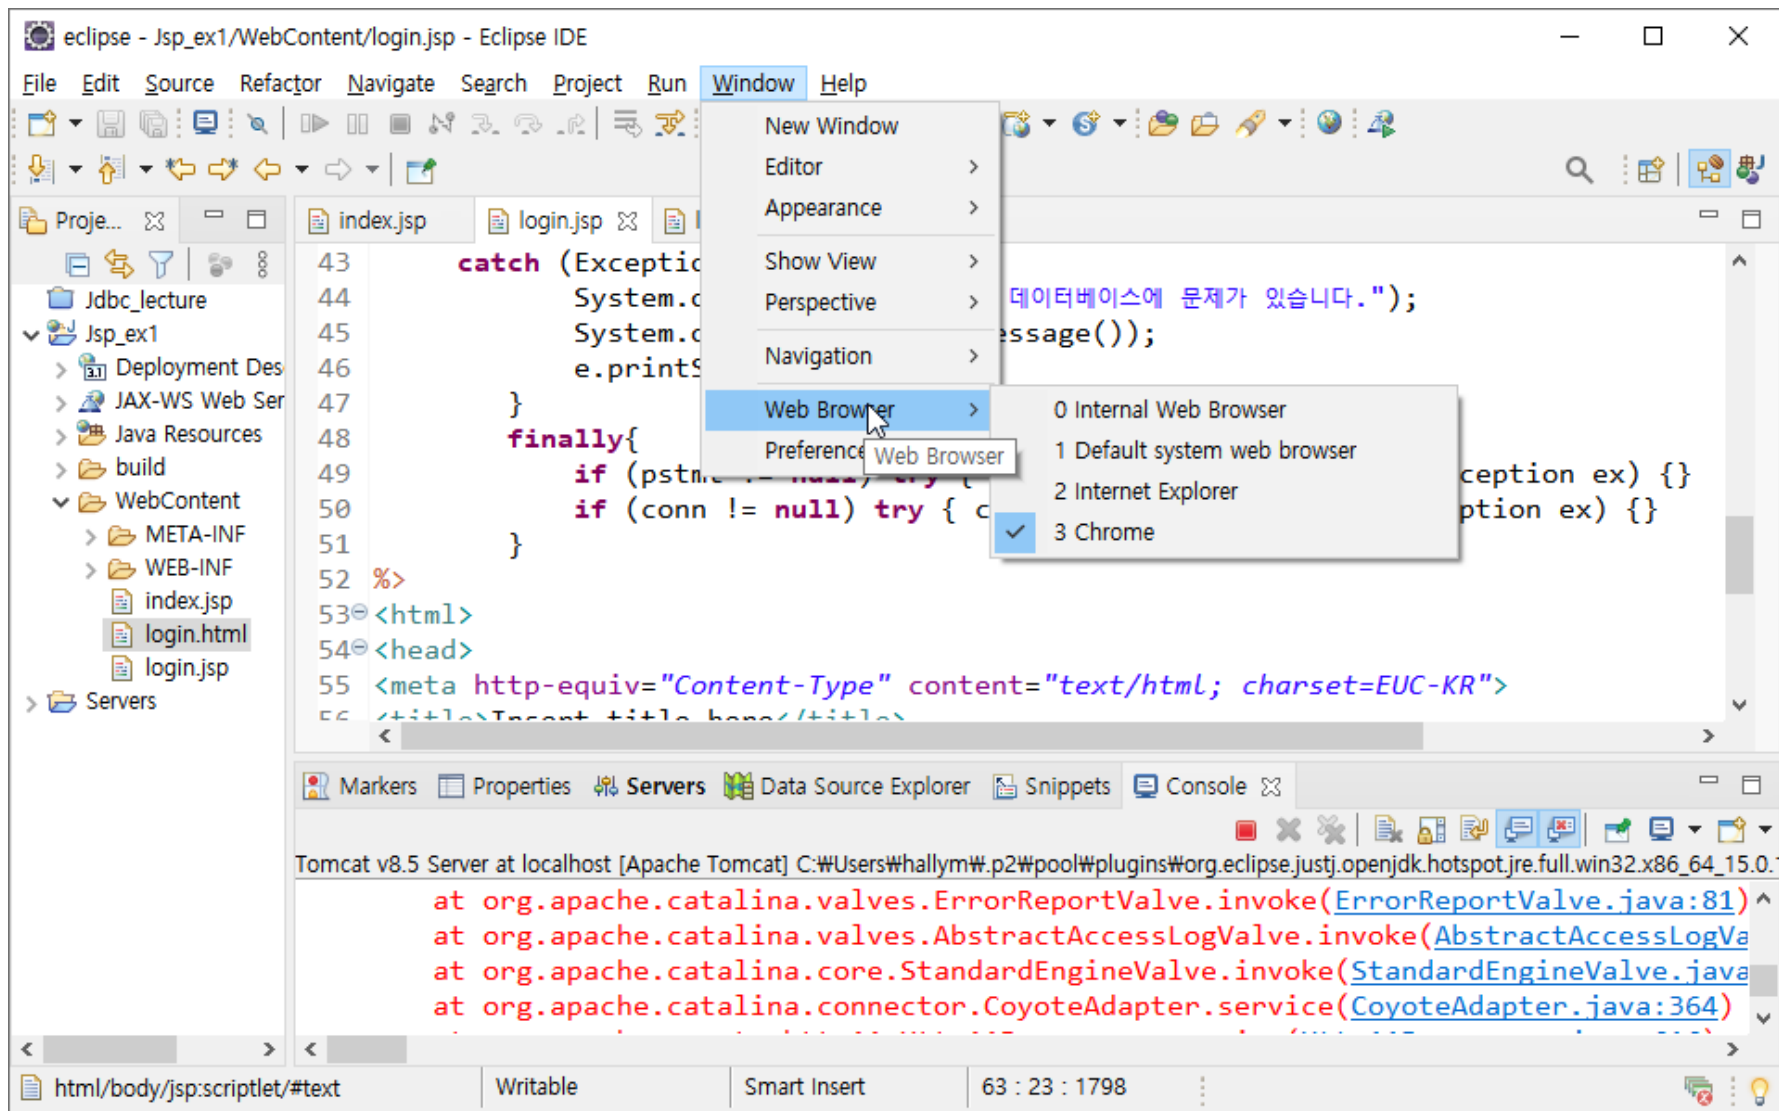 eclipse - Jsp_ex1/WebContent/login.jsp - Eclipse IDE
File Edit Source Refactor Navigate Search Project Run Window Help
New Window
Editor
Appearance
Show View
Perspective
Navigation
Web Browser
Preference
Web Browser
0 Internal Web Browser
1 Default system web browser
2 Internet Explorer
3 Chrome
Proje...
Jdbc_lecture
Jsp_ex1
Deployment Des
JAX-WS Web Ser
Java Resources
build
WebContent
META-INF
WEB-INF
index.jsp
login.html
login.jsp
Servers
index.jsp login.jsp
43 catch (Exceptio
44 System.o 데이터베이스에 문제가 있습니다.");
45 System.o ssage());
46 e.printS
47 }
48 finally{
49 if (pstmt != null) try { ception ex) {}
50 if (conn != null) try { c ption ex) {}
51 }
52 %>
53 <html>
54 <head>
55 <meta http-equiv="Content-Type" content="text/html; charset=EUC-KR">
56 <title>Insert title here</title>
Markers Properties Servers Data Source Explorer Snippets Console
Tomcat v8.5 Server at localhost [Apache Tomcat] C:₩Users₩hallym₩.p2₩pool₩plugins₩org.eclipse.justj.openjdk.hotspot.jre.full.win32.x86_64_15.0.
at org.apache.catalina.valves.ErrorReportValve.invoke(ErrorReportValve.java:81)
at org.apache.catalina.valves.AbstractAccessLogValve.invoke(AbstractAccessLogVa
at org.apache.catalina.core.StandardEngineValve.invoke(StandardEngineValve.java
at org.apache.catalina.connector.CoyoteAdapter.service(CoyoteAdapter.java:364)
html/body/jsp:scriptlet/#text Writable Smart Insert 63 : 23 : 1798